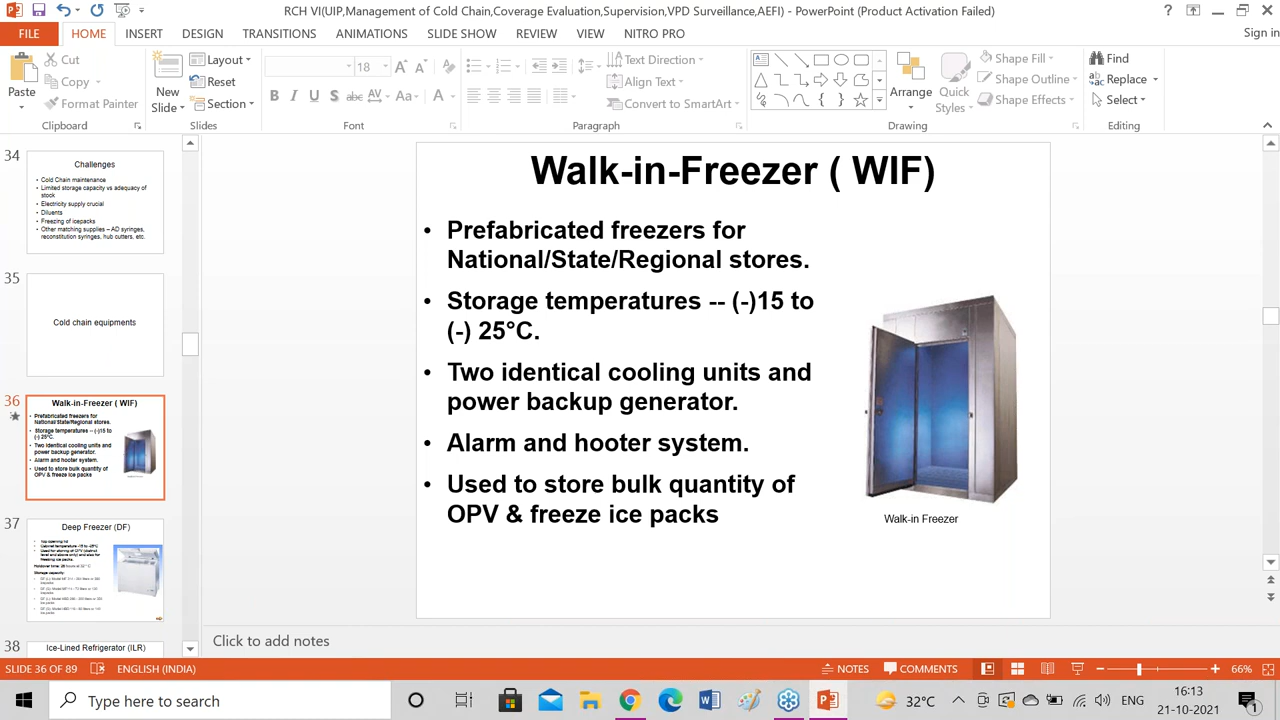 RCH VI(UIP,Management of Cold Chain,Coverage Evaluation,Supervision,VPD Surveillance,AEFI) - PowerPoint (Product Activation Failed)
FILE HOME INSERT DESIGN TRANSITIONS ANIMATIONS SLIDE SHOW REVIEW VIEW NITRO PRO Sign in
Paste
Cut
Copy
Format Painter
Clipboard
New
Slide
Layout
Reset
Section
Slides
18
B I U S abc AV Aa A
Font
Text Direction
Align Text
Convert to SmartArt
Paragraph
Arrange
Quick
Styles
Shape Fill
Shape Outline
Shape Effects
Drawing
Find
Replace
Select
Editing
34
Challenges
• Cold Chain maintenance
• Limited storage capacity vs adequacy of
stock
• Electricity supply crucial
• Diluents
• Freezing of icepacks
• Other matching supplies – AD syringes,
reconstitution syringes, hub cutters. etc.
35
Cold chain equipments
36
Walk-in-Freezer ( WIF)
• Prefabricated freezers for
National/State/Regional stores.
• Storage temperatures -- (-)15 to
(-) 25°C.
• Two identical cooling units and
power backup generator.
• Alarm and hooter system.
• Used to store bulk quantity of
OPV & freeze ice packs
37
Deep Freezer (DF)
• Top opening lid
38
Ice-Lined Refrigerator (ILR)
Walk-in-Freezer ( WIF)
• Prefabricated freezers for
National/State/Regional stores.
• Storage temperatures -- (-)15 to
(-) 25°C.
• Two identical cooling units and
power backup generator.
• Alarm and hooter system.
• Used to store bulk quantity of
OPV & freeze ice packs
Walk-in Freezer
Click to add notes
SLIDE 36 OF 89 ENGLISH (INDIA) NOTES COMMENTS 66%
Type here to search
32°C ENG 16:13
21-10-2021
1